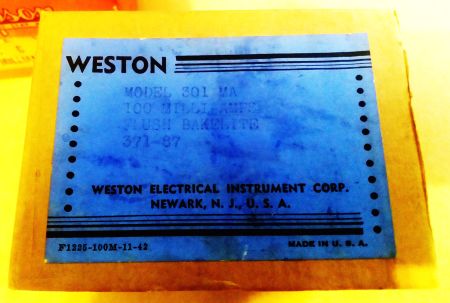 WESTON
MODEL 301 MA
100 MILLIAMPS
FLUSH BAKELITE
371-87
WESTON ELECTRICAL INSTRUMENT CORP.
NEWARK, N. J., U. S. A.
F1225-100M-11-42
MADE IN U. S. A.